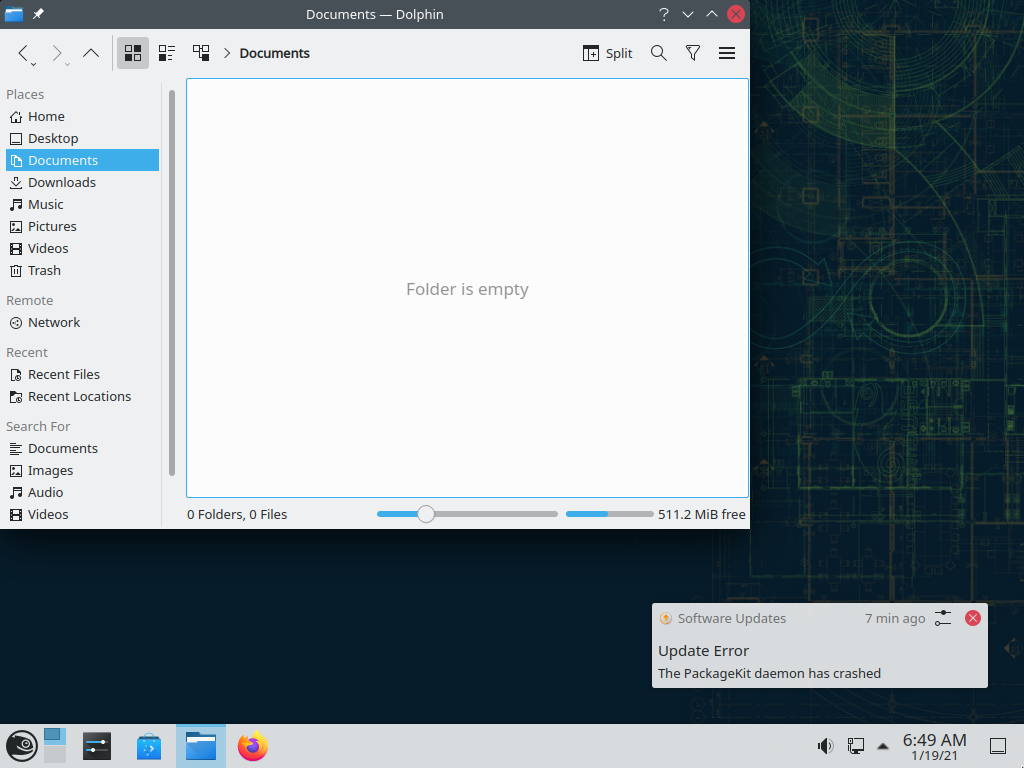 Documents — Dolphin
Documents
Split
Places
Home
Desktop
Documents
Downloads
Music
Pictures
Videos
Trash
Remote
Network
Recent
Recent Files
Recent Locations
Search For
Documents
Images
Audio
Videos
Folder is empty
0 Folders, 0 Files
511.2 MiB free
Software Updates
7 min ago
Update Error
The PackageKit daemon has crashed
6:49 AM
1/19/21